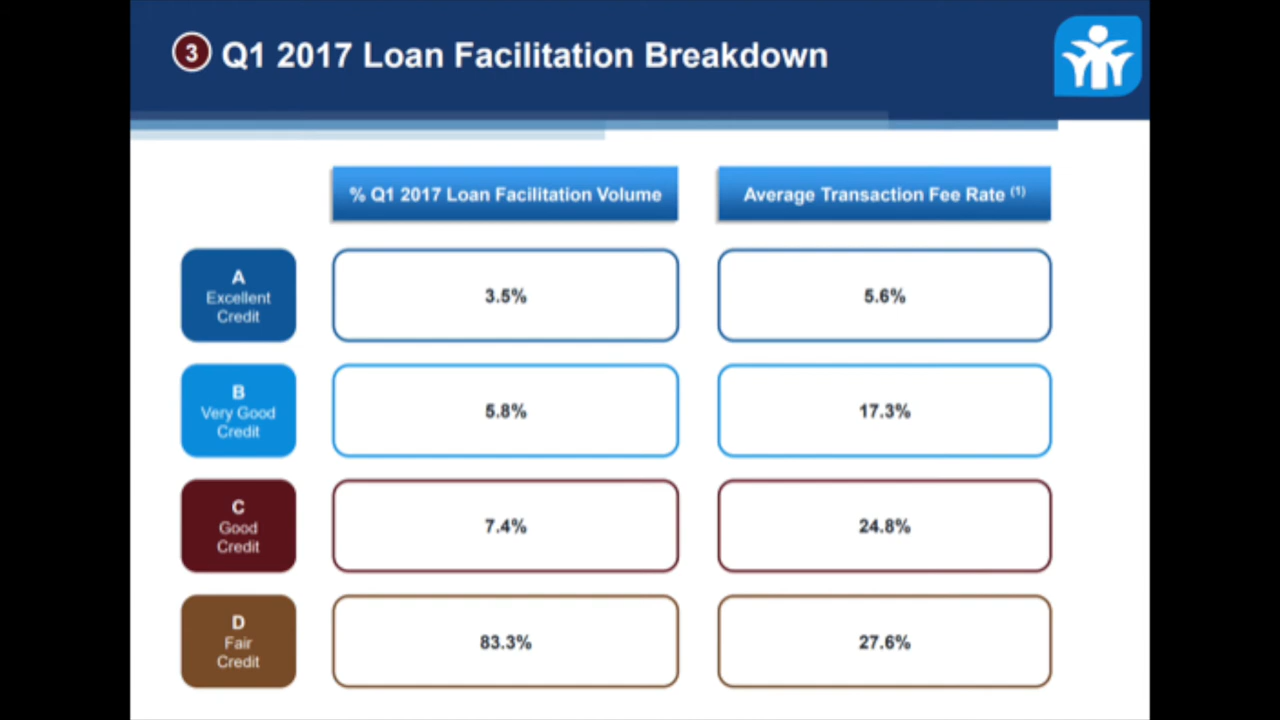 3 Q1 2017 Loan Facilitation Breakdown
% Q1 2017 Loan Facilitation Volume
Average Transaction Fee Rate (1)
A
Excellent
Credit
3.5%
5.6%
B
Very Good
Credit
5.8%
17.3%
C
Good
Credit
7.4%
24.8%
D
Fair
Credit
83.3%
27.6%